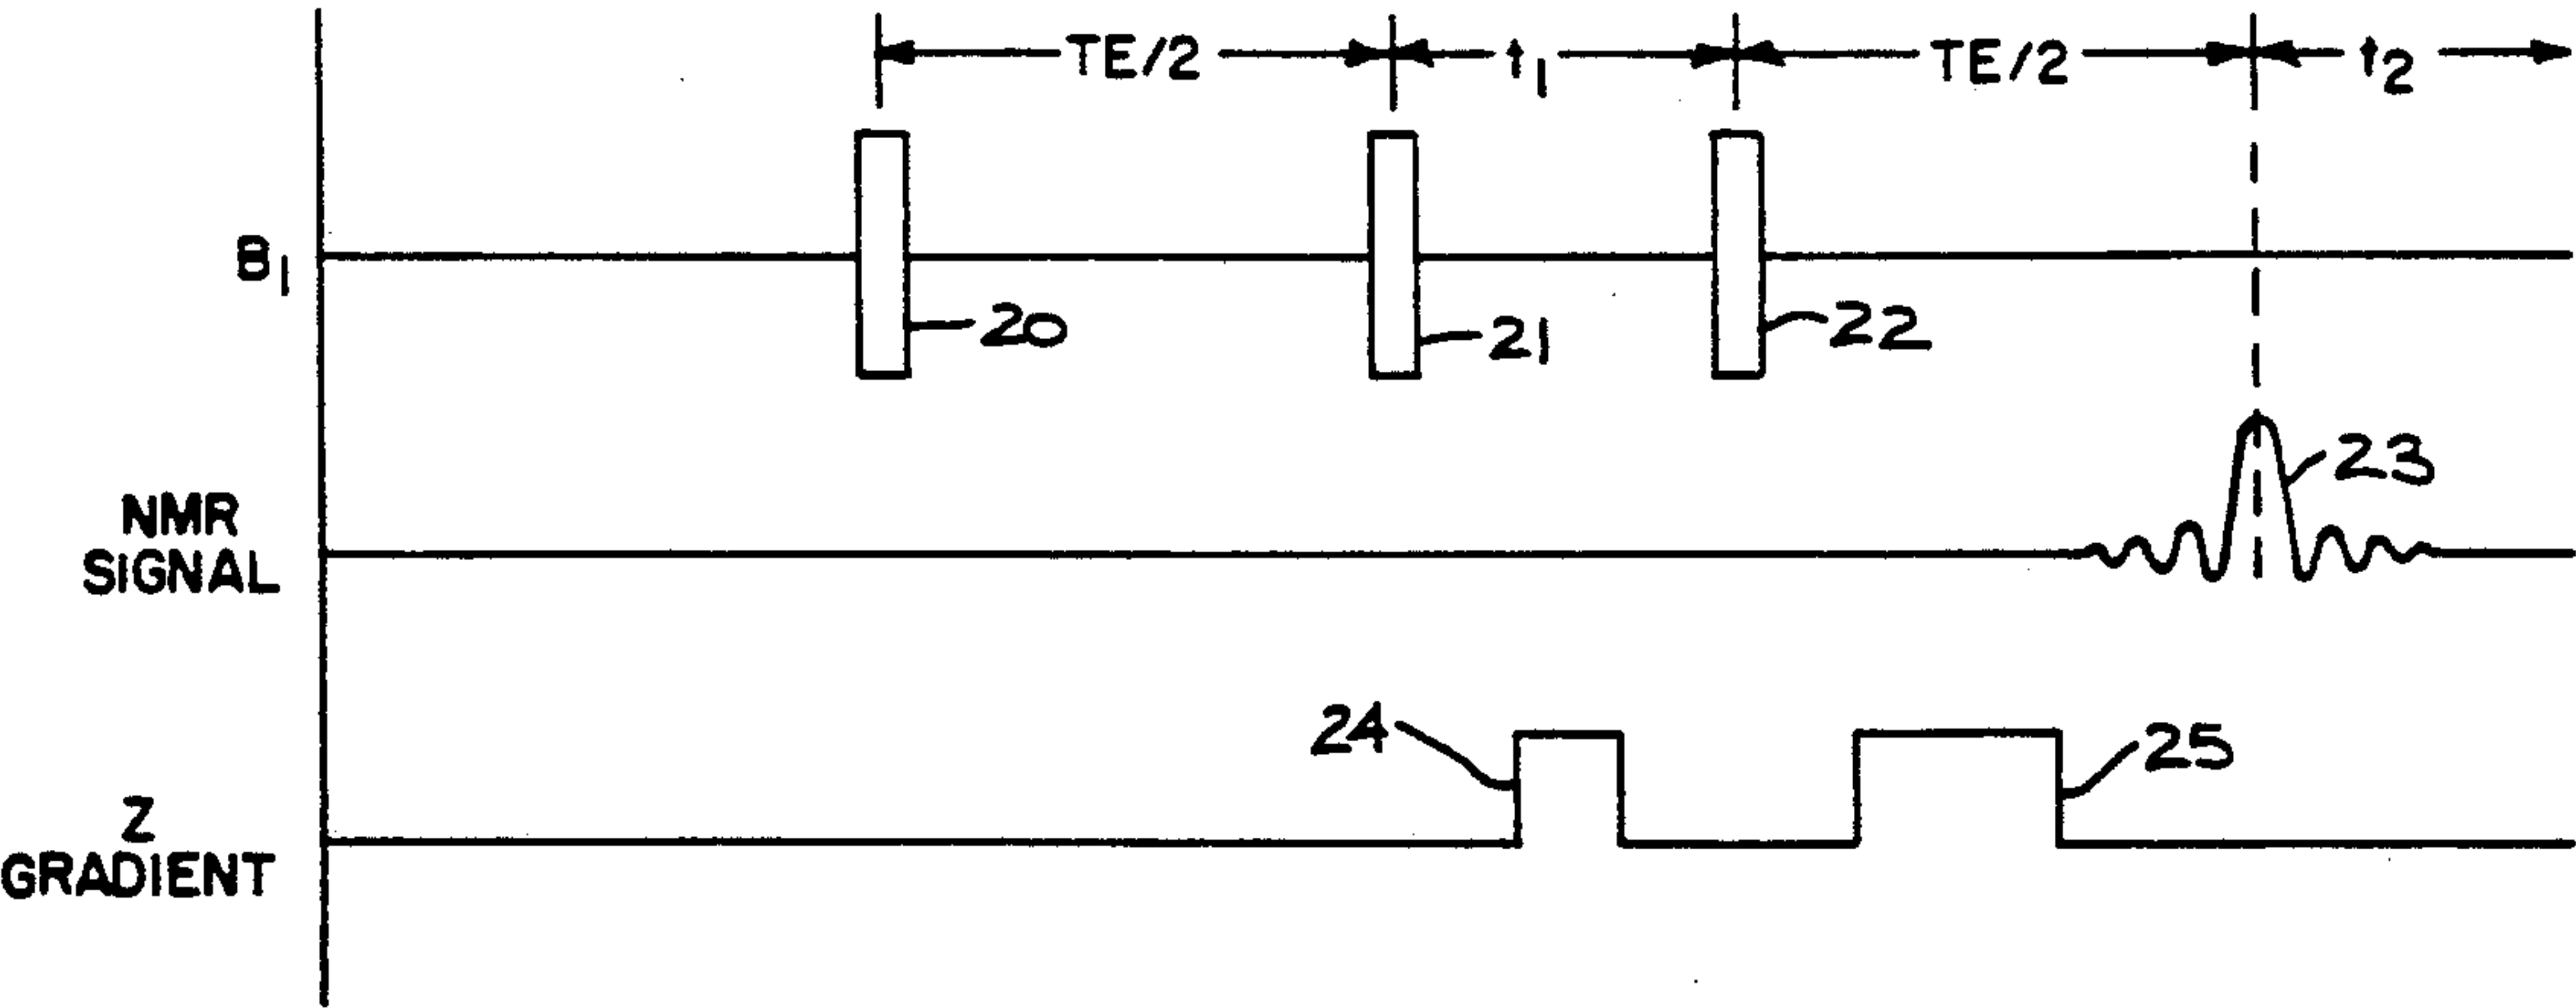 TE/2 t1 TE/2 t2
B1
20 21 22
23
NMR
SIGNAL
24 25
Z
GRADIENT